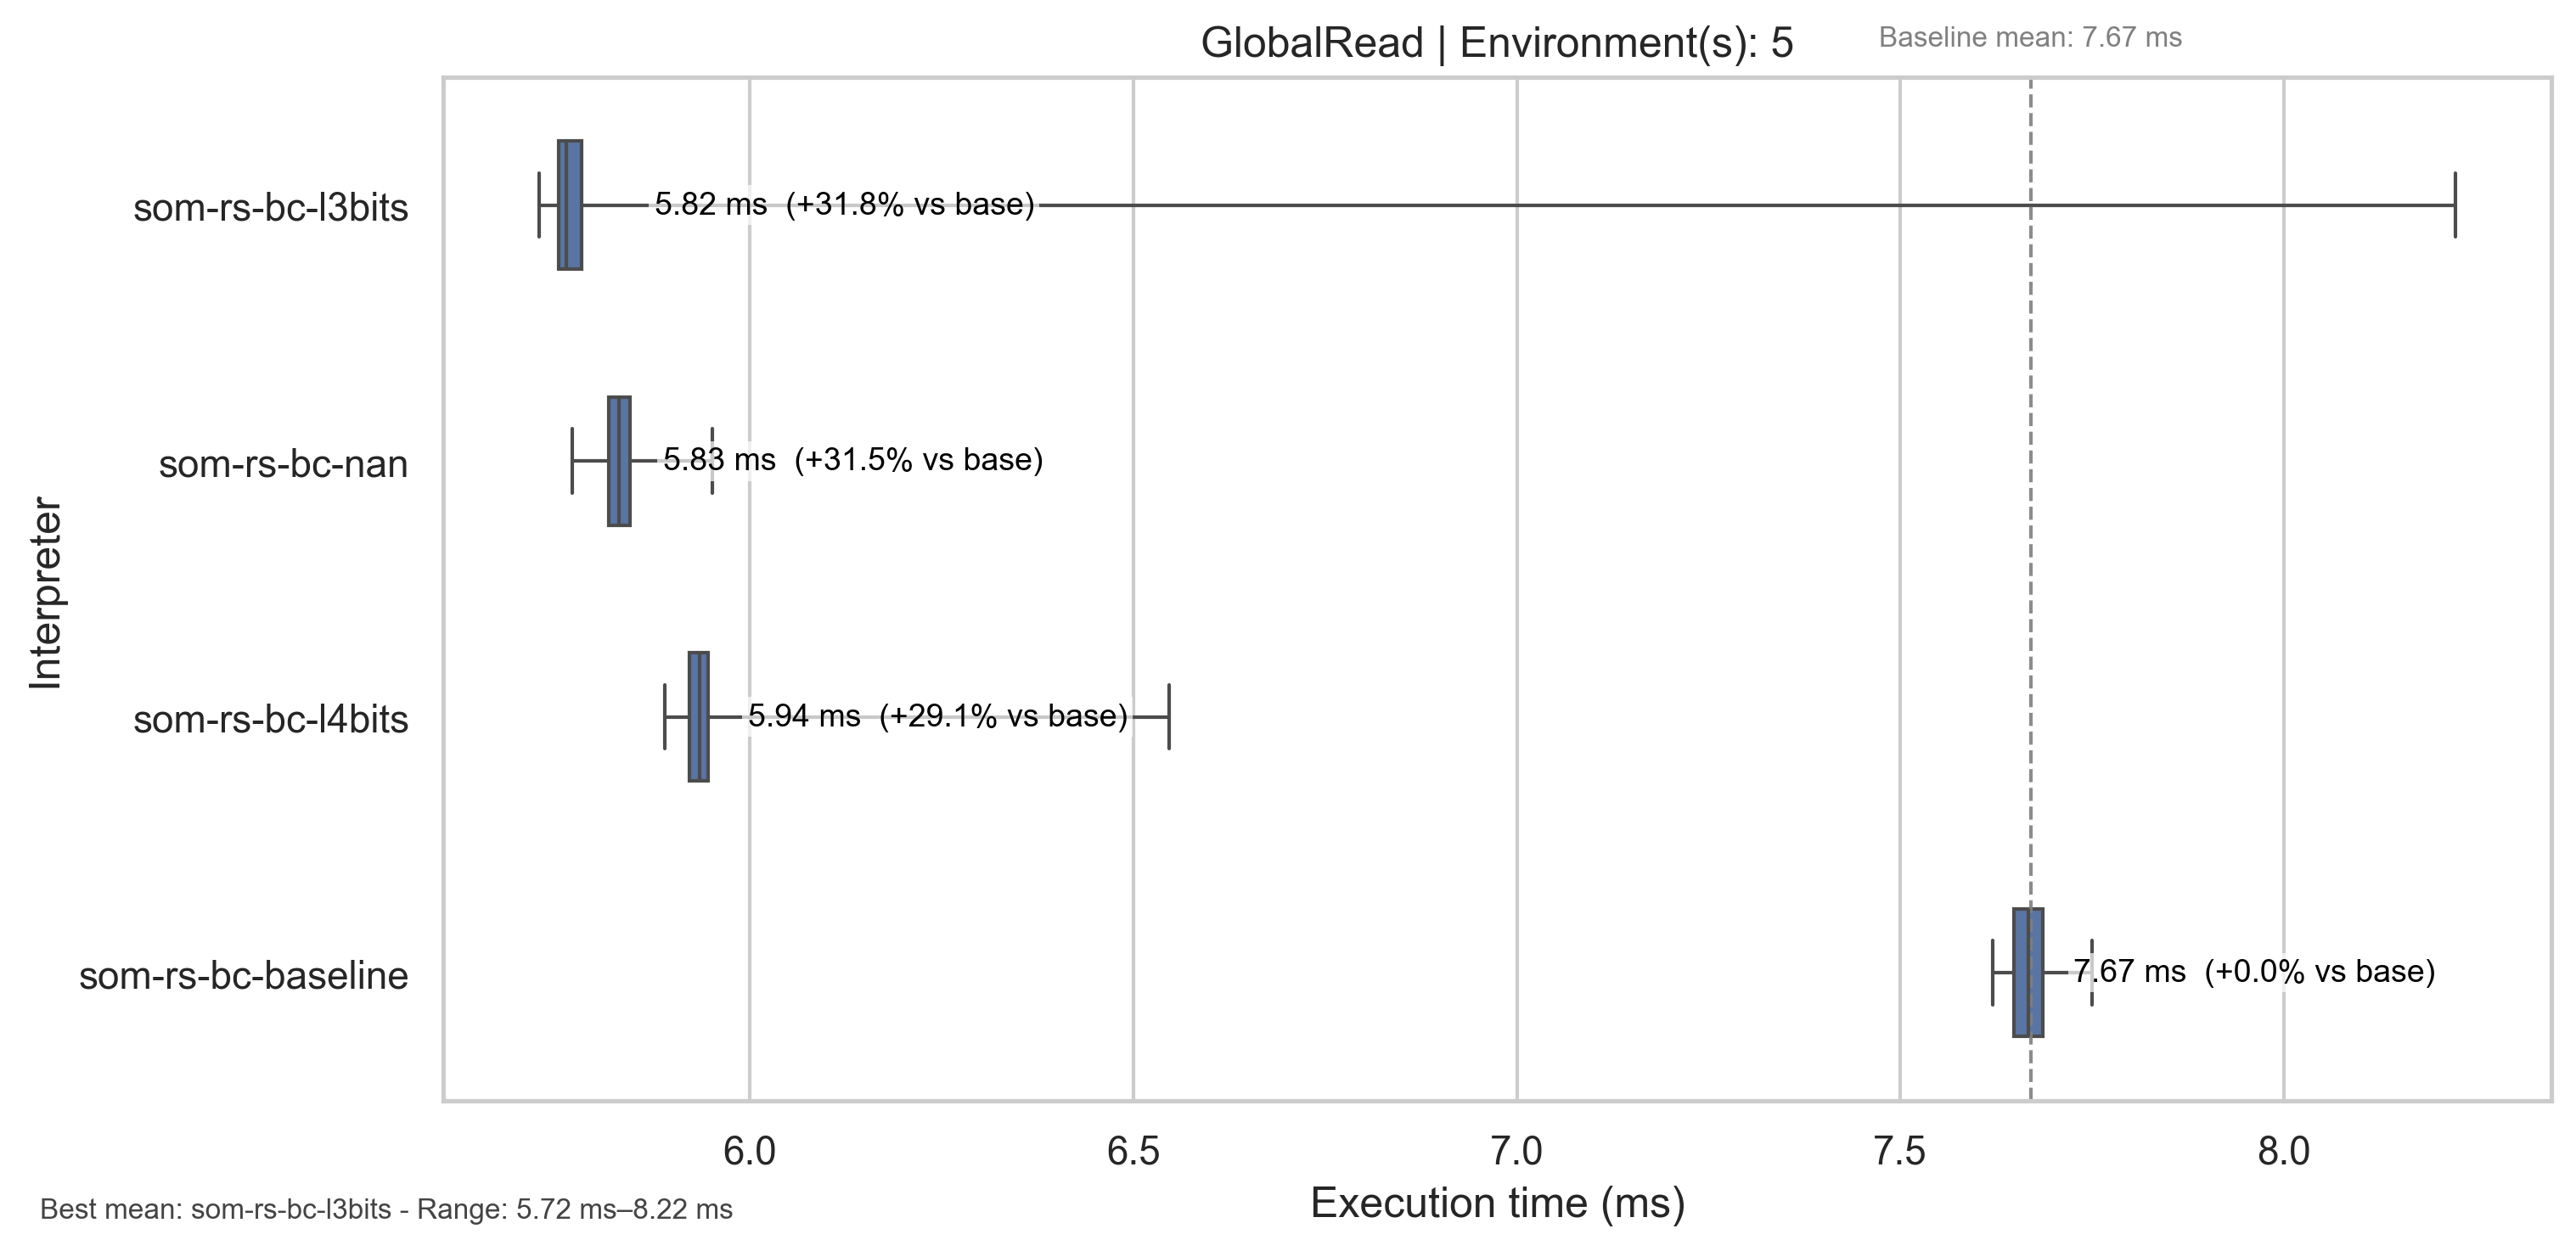 GlobalRead | Environment(s): 5
Baseline mean: 7.67 ms
som-rs-bc-l3bits
5.82 ms (+31.8% vs base)
som-rs-bc-nan
5.83 ms (+31.5% vs base)
som-rs-bc-l4bits
5.94 ms (+29.1% vs base)
som-rs-bc-baseline
7.67 ms (+0.0% vs base)
Interpreter
6.0 6.5 7.0 7.5 8.0
Execution time (ms)
Best mean: som-rs-bc-l3bits - Range: 5.72 ms–8.22 ms